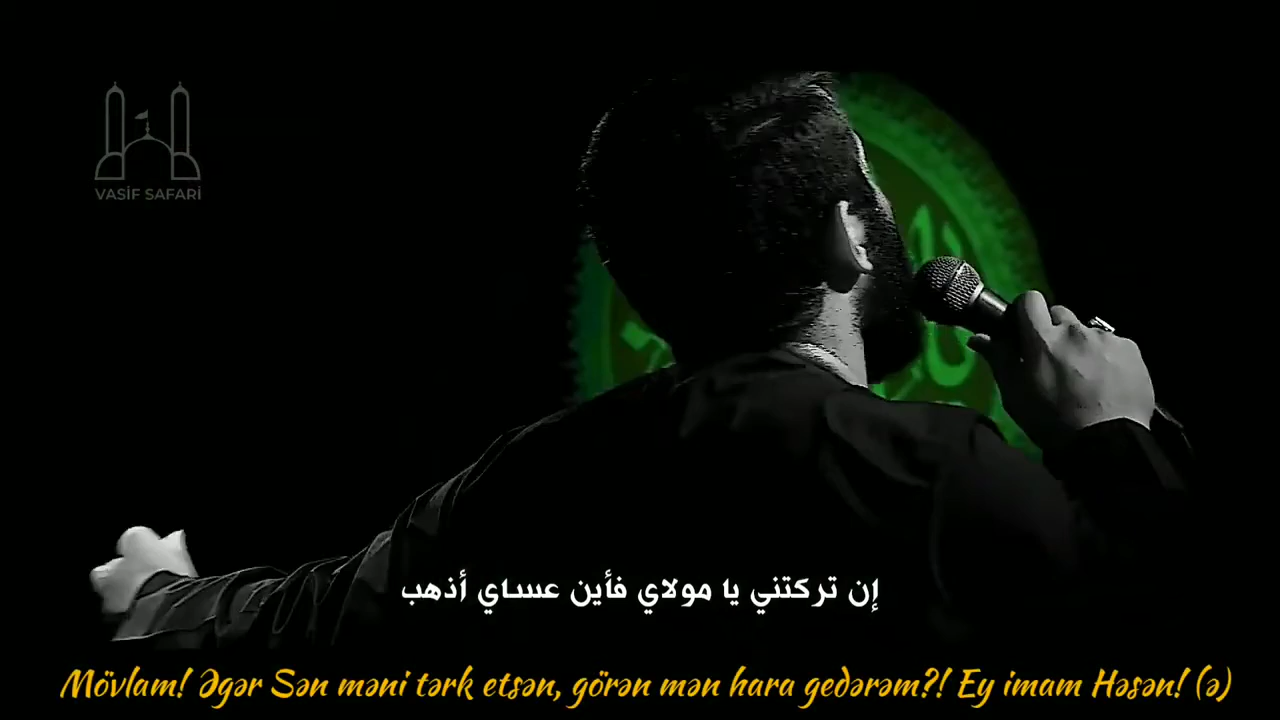 VASİF SAFARİ
إن تركتني يا مولاي فأين عساي أذهب
Mövlam! Əgər Sən məni tərk etsən, görən mən hara gedərəm?! Ey imam Həsən! (ə)